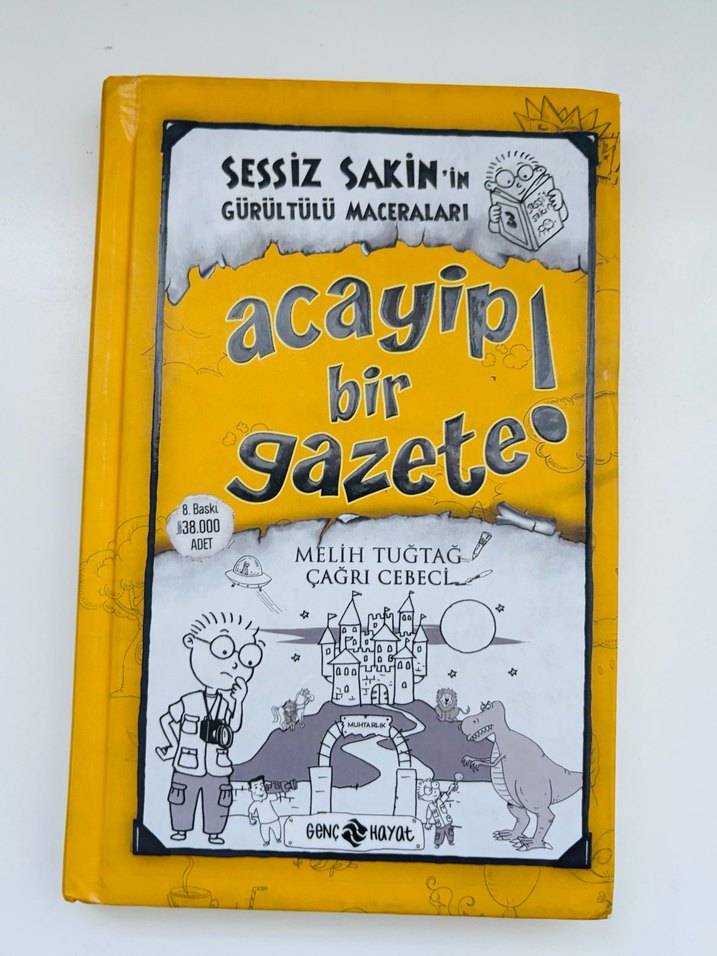 SESSİZ SAKİN'İN
GÜRÜLTÜLÜ MACERALARI
acayip
bir
gazete!
8. Baskı
38.000
ADET
MELİH TUĞTAĞ
ÇAĞRI CEBECİ
MUHTARLIK
GENÇ HAYAt